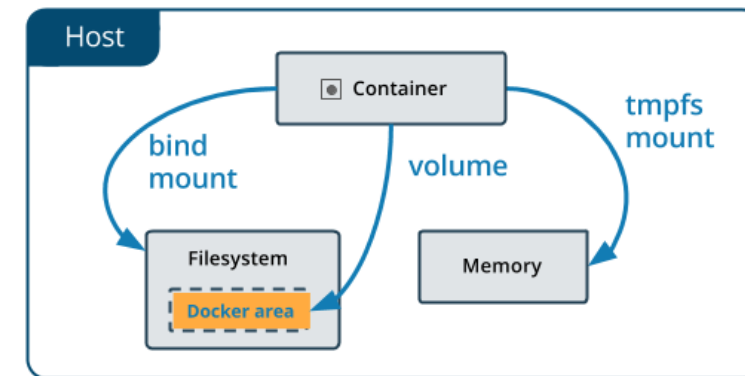 Host
Container
bind
mount
volume
tmpfs
mount
Filesystem
Docker area
Memory